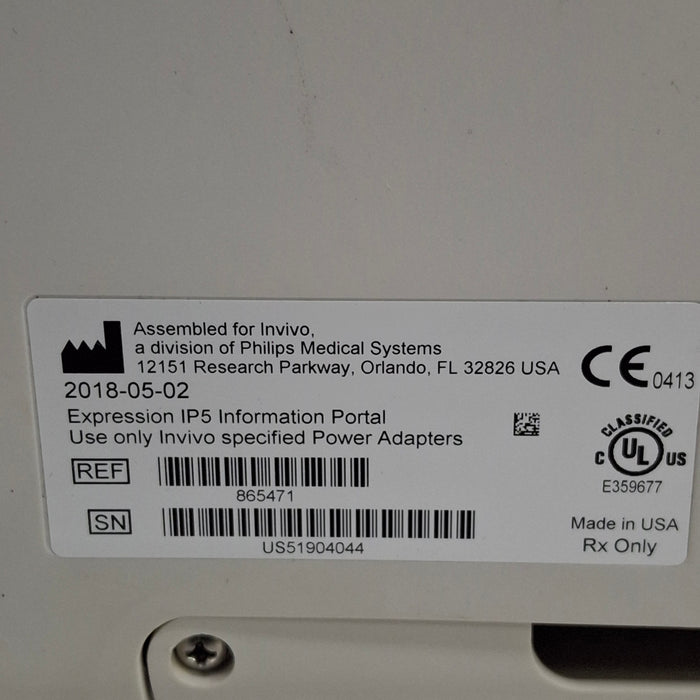 Assembled for Invivo,
a division of Philips Medical Systems
12151 Research Parkway, Orlando, FL 32826 USA
CE 0413
2018-05-02
Expression IP5 Information Portal
Use only Invivo specified Power Adapters
CLASSIFIED
C UL US
E359677
REF
865471
SN
US51904044
Made in USA
Rx Only